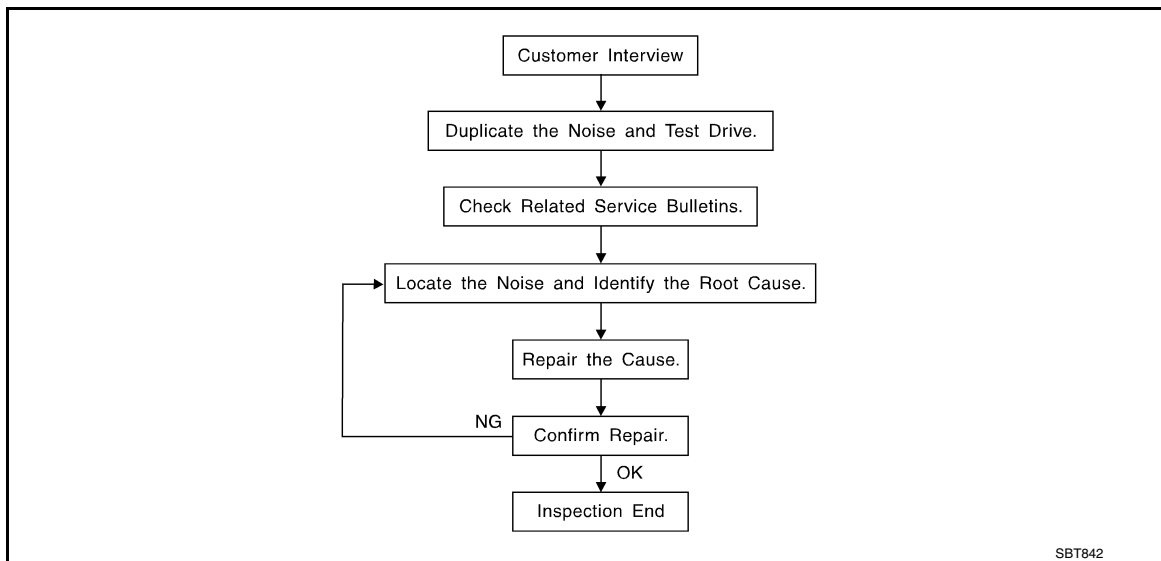 Customer Interview
Duplicate the Noise and Test Drive.
Check Related Service Bulletins.
Locate the Noise and Identify the Root Cause.
Repair the Cause.
NG
Confirm Repair.
OK
Inspection End
SBT842